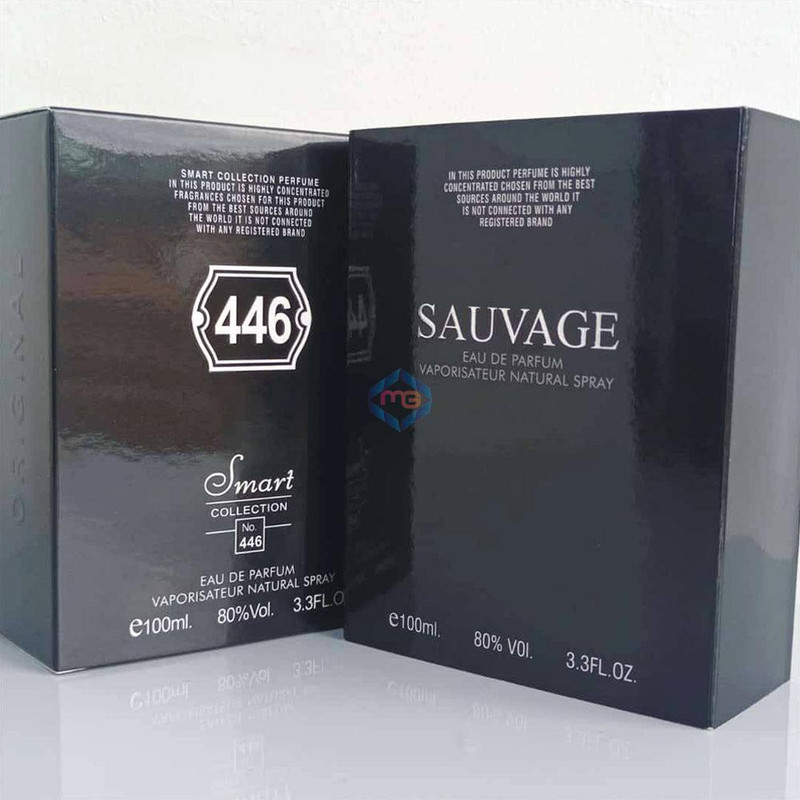 ORIGINAL
SMART COLLECTION PERFUME
IN THIS PRODUCT IS HIGHLY CONCENTRATED
FRAGRANCES CHOSEN FOR THIS PRODUCT
FROM THE BEST SOURCES AROUND
THE WORLD IT IS NOT CONNECTED
WITH ANY REGISTERED BRAND
446
Smart
COLLECTION
No.
446
EAU DE PARFUM
VAPORISATEUR NATURAL SPRAY
e100ml. 80%Vol. 3.3FL.O
IN THIS PRODUCT PERFUME IS HIGHLY
CONCENTRATED CHOSEN FROM THE BEST
SOURCES AROUND THE WORLD IT
IS NOT CONNECTED WITH ANY
REGISTERED BRAND
SAUVAGE
EAU DE PARFUM
VAPORISATEUR NATURAL SPRAY
MG
e100ml. 80% VOl. 3.3FL.OZ.